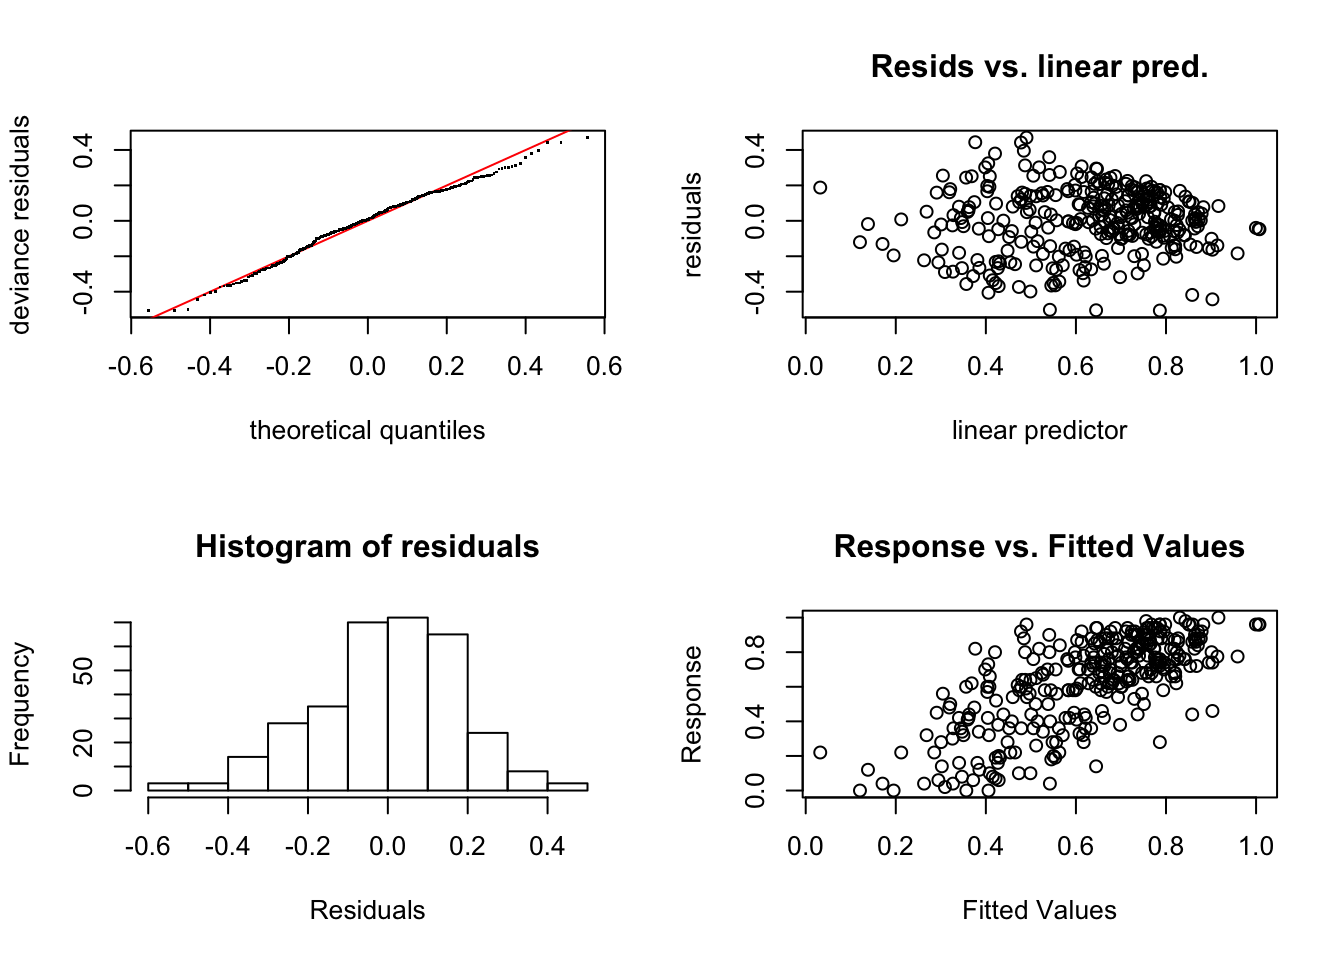 deviance residuals
0.4
0.0
-0.4
-0.6 -0.4 -0.2 0.0 0.2 0.4 0.6
theoretical quantiles
Resids vs. linear pred.
residuals
0.4
0.0
-0.4
0.0 0.2 0.4 0.6 0.8 1.0
linear predictor
Histogram of residuals
Frequency
50
20
0
-0.6 -0.4 -0.2 0.0 0.2 0.4
Residuals
Response vs. Fitted Values
Response
0.8
0.4
0.0
0.0 0.2 0.4 0.6 0.8 1.0
Fitted Values